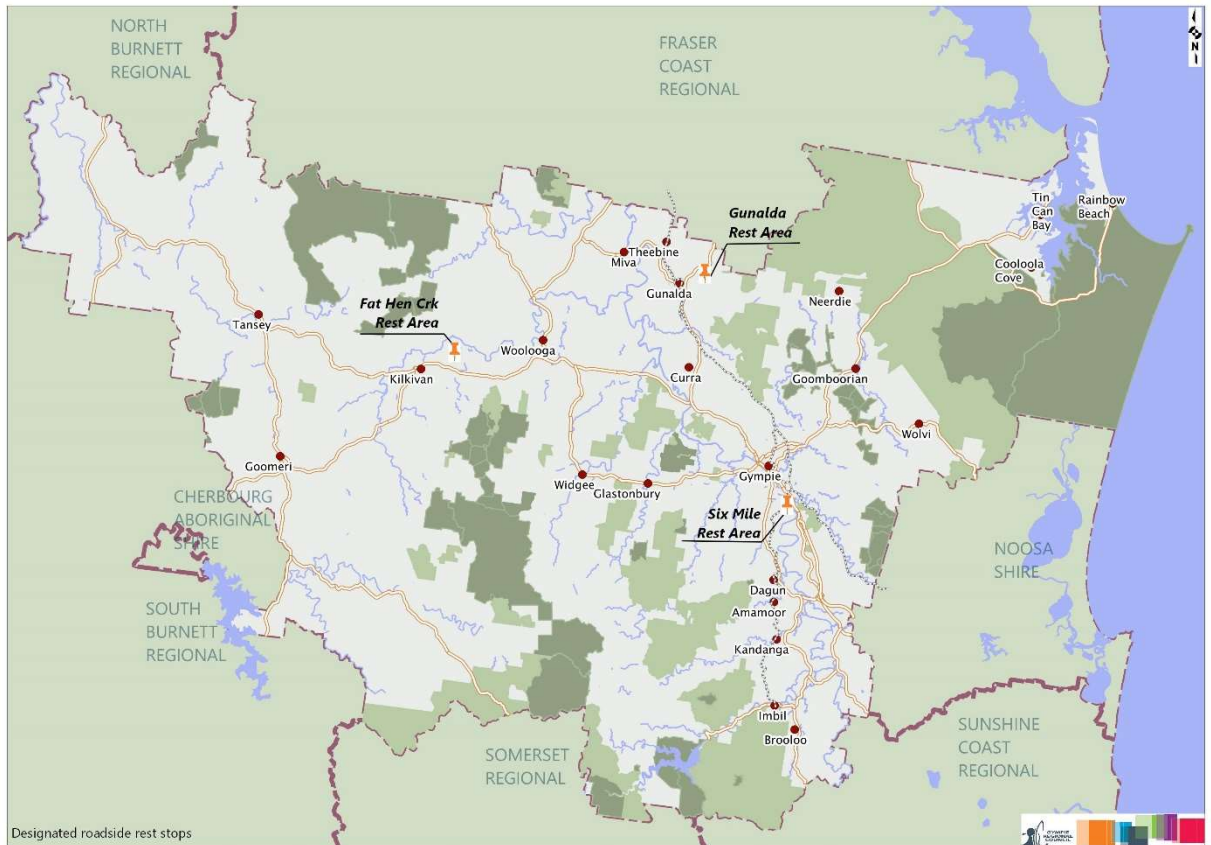 NORTH
BURNETT
REGIONAL
FRASER
COAST
REGIONAL
N
Gunalda
Rest Area
Tin
Can
Bay
Rainbow
Beach
Theebine
Miva
Cooloola
Cove
Gunalda
Neerdie
Fat Hen Crk
Rest Area
Tansey
Woolooga
Kilkivan
Curra
Goomboorian
Wolvi
Goomeri
Gympie
Widgee
Glastonbury
CHERBOURG
ABORIGINAL
SHIRE
Six Mile
Rest Area
NOOSA
SHIRE
Dagun
Amamoor
SOUTH
BURNETT
REGIONAL
Kandanga
Imbil
Brooloo
SOMERSET
REGIONAL
SUNSHINE
COAST
REGIONAL
Designated roadside rest stops
GYMPIE
REGIONAL
COUNCIL